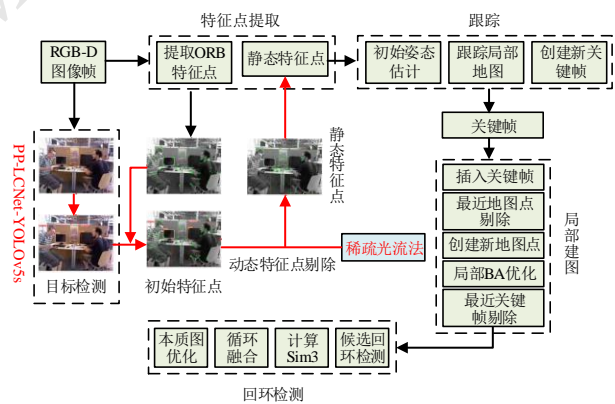 特征点提取
跟踪
RGB-D
图像帧
提取ORB
特征点
静态特征点
初始姿态
估计
跟踪局部
地图
创建新关
键帧
关键帧
PP-LCNet-YOLOv5s
静态特征点
插入关键帧
最近地图点
剔除
创建新地图点
局部BA优化
最近关键
帧剔除
局部建图
目标检测
初始特征点
动态特征点剔除
稀疏光流法
本质图
优化
循环
融合
计算
Sim3
候选回
环检测
回环检测